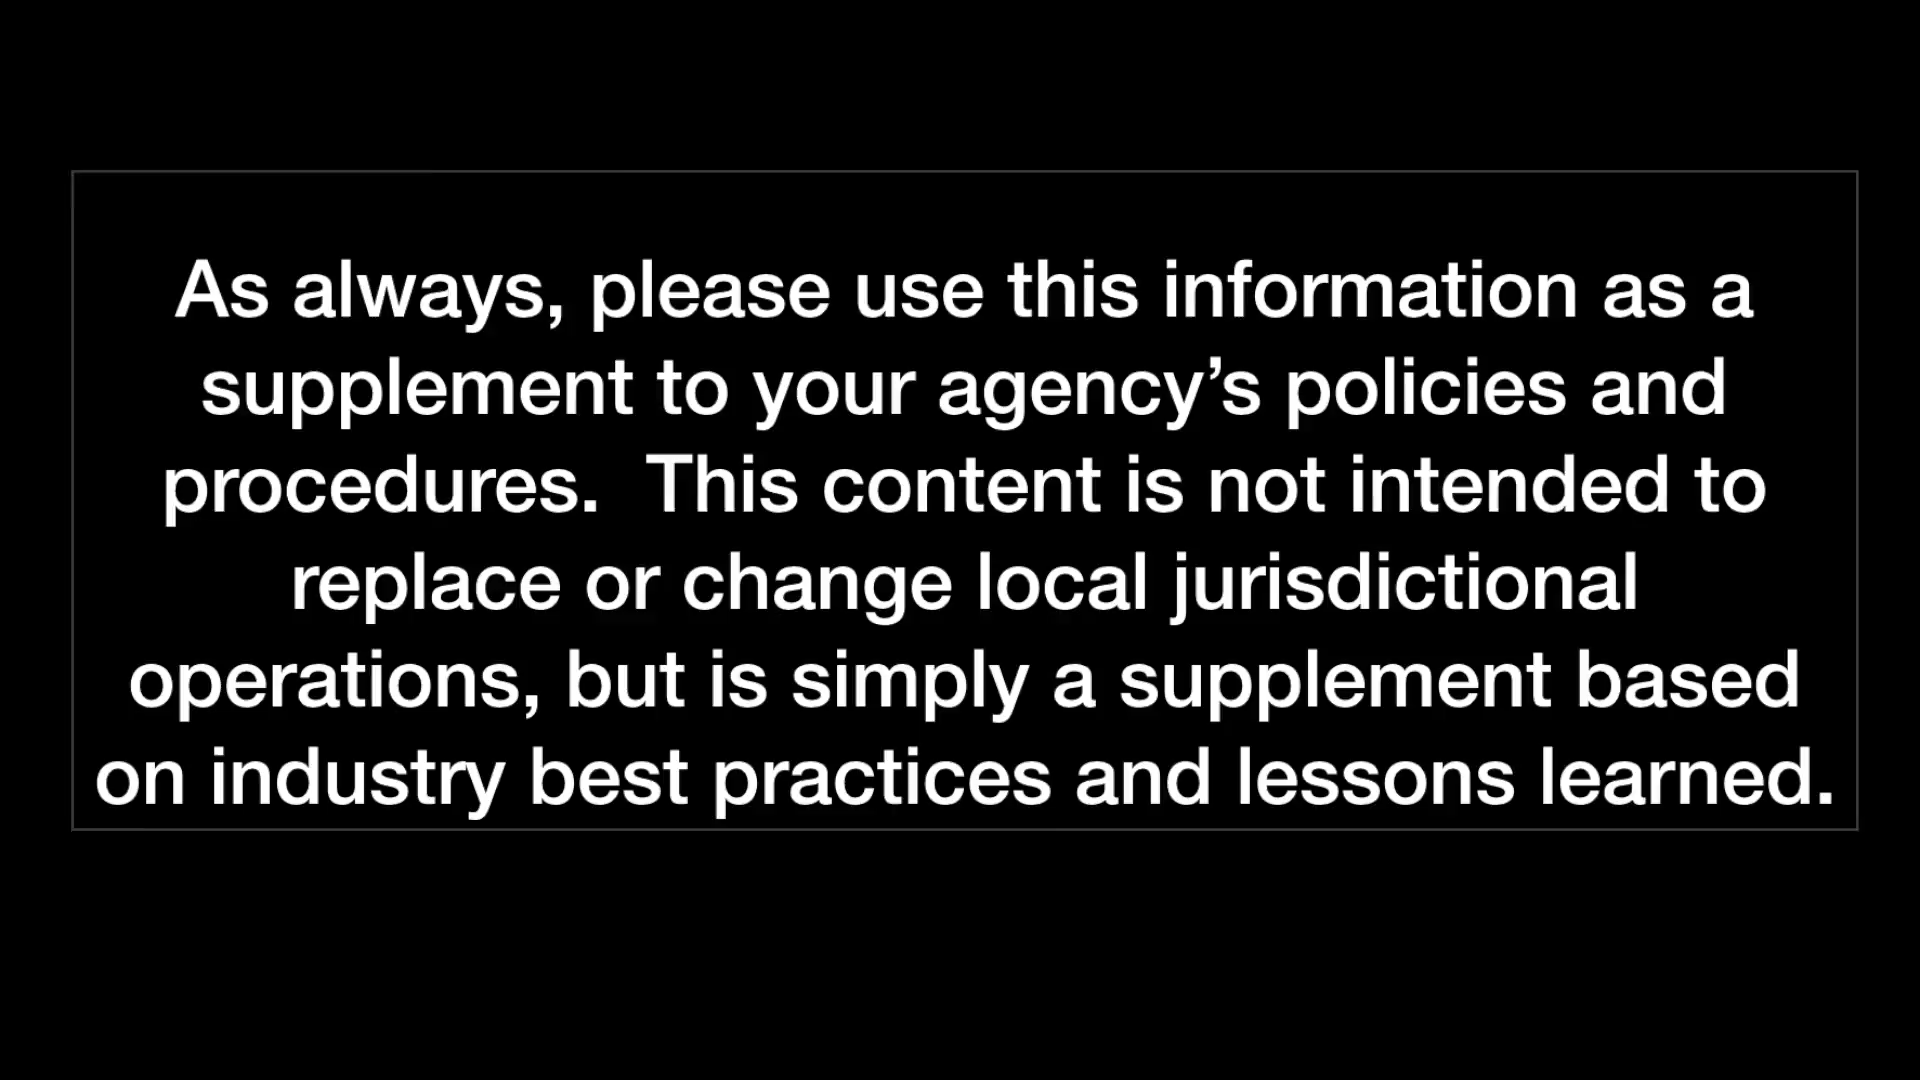 As always, please use this information as a
supplement to your agency’s policies and
procedures.  This content is not intended to
replace or change local jurisdictional
operations, but is simply a supplement based
on industry best practices and lessons learned.